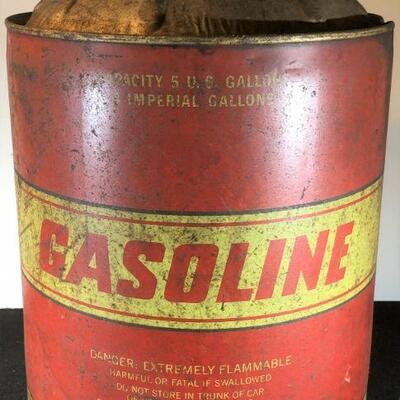 CAPACITY 5 U.S. GALLONS
IMPERIAL GALLONS
GASOLINE
DANGER: EXTREMELY FLAMMABLE
HARMFUL OR FATAL IF SWALLOWED
DO NOT STORE IN TRUNK OF CAR